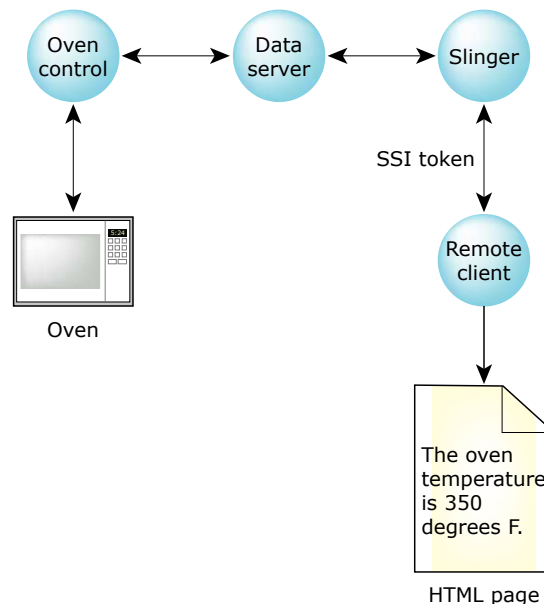 Oven
control
Data
server
Slinger
SSI token
5:24
Oven
Remote
client
The oven
temperature
is 350
degrees F.
HTML page